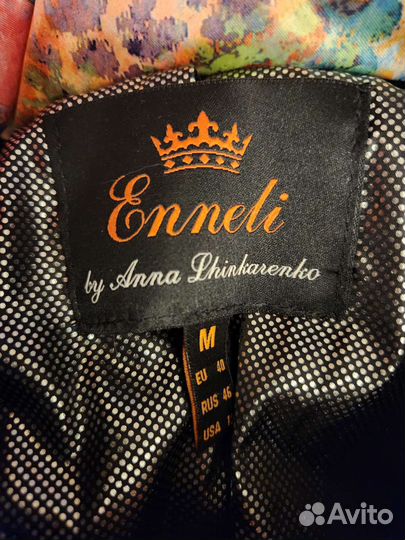 Enneli
by Anna Shinkarenko
M
EU 40
RUS 46
USA
Avito